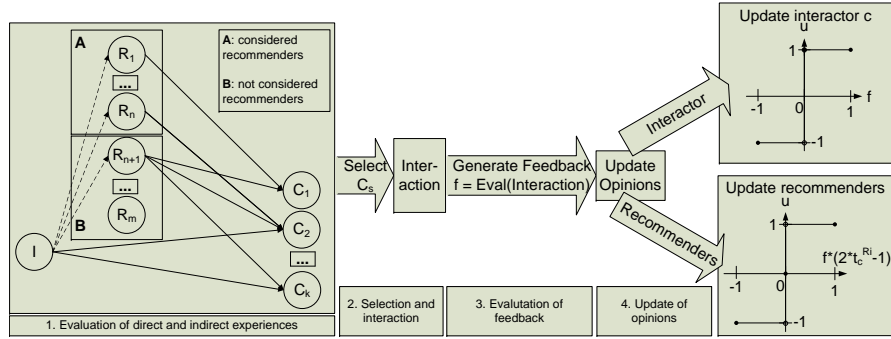 A
R1
...
Rn
Rn+1
...
Rm
B
I
C1
C2
...
Ck
A: considered
recommenders
B: not considered
recommenders
1. Evaluation of direct and indirect experiences
Select
Cs
Inter-
action
2. Selection and
interaction
Generate Feedback
f = Eval(Interaction)
3. Evalutation of
feedback
Update
Opinions
4. Update of
opinions
Interactor
Recommenders
Update interactor c
u
1
f
-1
0
1
-1
Update recommenders
u
1
f*(2*tc^Ri-1)
-1
0
1
-1